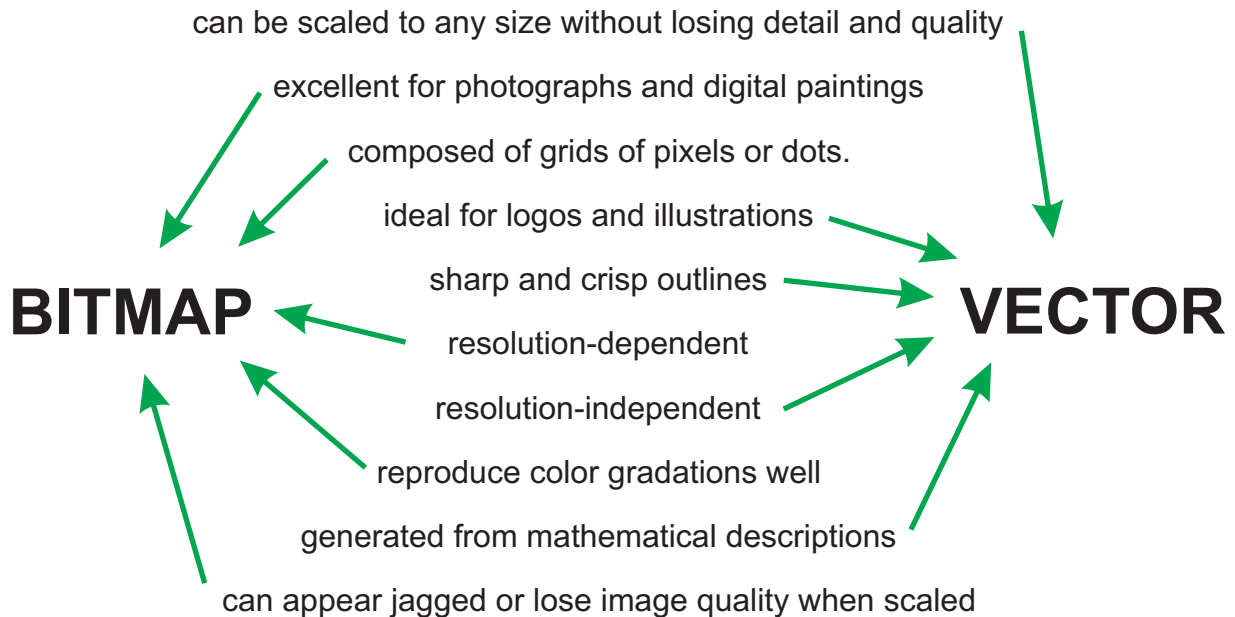 can be scaled to any size without losing detail and quality
excellent for photographs and digital paintings
composed of grids of pixels or dots.
ideal for logos and illustrations
sharp and crisp outlines
BITMAP
VECTOR
resolution-dependent
resolution-independent
reproduce color gradations well
generated from mathematical descriptions
can appear jagged or lose image quality when scaled